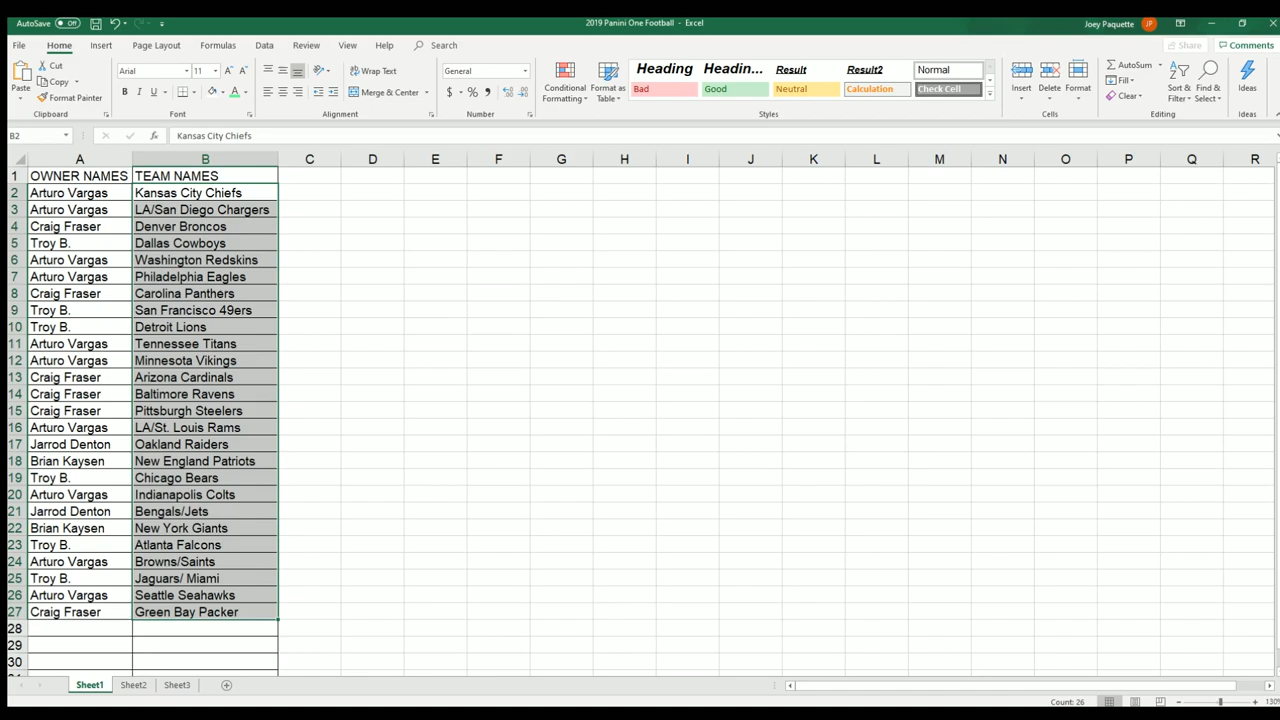 AutoSave Off 2019 Panini One Football - Excel Joey Paquette JP
File Home Insert Page Layout Formulas Data Review View Help Search Share Comments
Paste Cut Copy Format Painter Clipboard
Arial 11 B I U A Font
Wrap Text Merge & Center Alignment
General $ % , Number
Conditional Formatting Format as Table
Heading Headin... Result Result2 Normal
Bad Good Neutral Calculation Check Cell
Styles
Insert Delete Format Cells
AutoSum Fill Clear Sort & Filter Find & Select Editing
Ideas Ideas
B2 fx Kansas City Chiefs
A B C D E F G H I J K L M N O P Q R
1 OWNER NAMES TEAM NAMES
2 Arturo Vargas Kansas City Chiefs
3 Arturo Vargas LA/San Diego Chargers
4 Craig Fraser Denver Broncos
5 Troy B. Dallas Cowboys
6 Arturo Vargas Washington Redskins
7 Arturo Vargas Philadelphia Eagles
8 Craig Fraser Carolina Panthers
9 Troy B. San Francisco 49ers
10 Troy B. Detroit Lions
11 Arturo Vargas Tennessee Titans
12 Arturo Vargas Minnesota Vikings
13 Craig Fraser Arizona Cardinals
14 Craig Fraser Baltimore Ravens
15 Craig Fraser Pittsburgh Steelers
16 Arturo Vargas LA/St. Louis Rams
17 Jarrod Denton Oakland Raiders
18 Brian Kaysen New England Patriots
19 Troy B. Chicago Bears
20 Arturo Vargas Indianapolis Colts
21 Jarrod Denton Bengals/Jets
22 Brian Kaysen New York Giants
23 Troy B. Atlanta Falcons
24 Arturo Vargas Browns/Saints
25 Troy B. Jaguars/ Miami
26 Arturo Vargas Seattle Seahawks
27 Craig Fraser Green Bay Packer
28
29
30
Sheet1 Sheet2 Sheet3
Count: 26